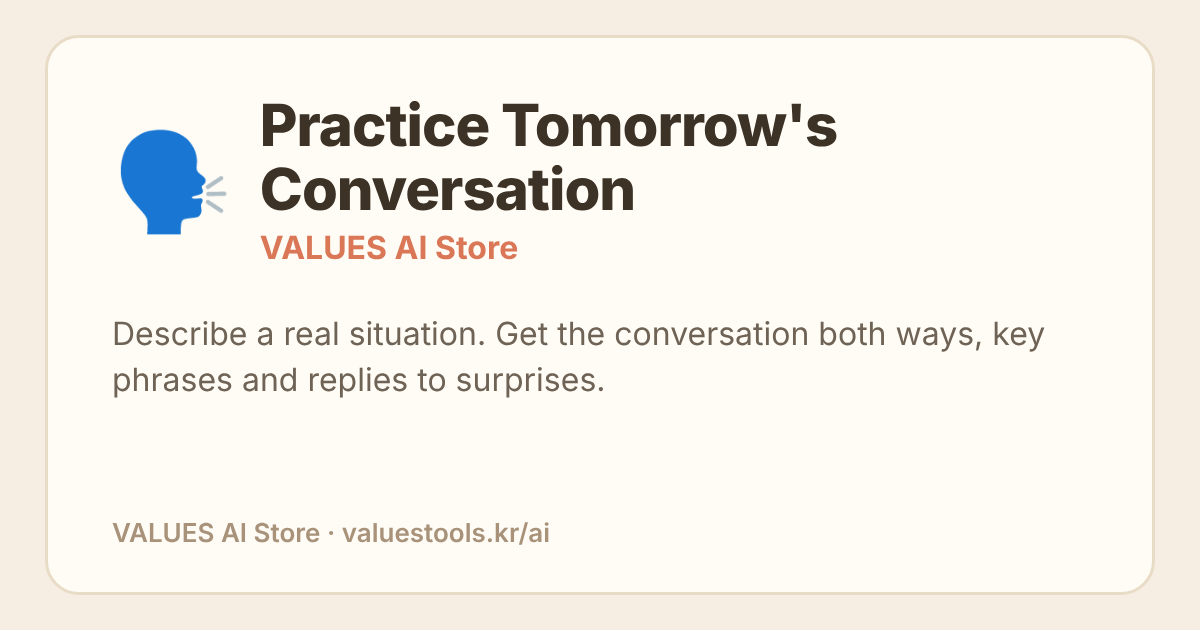 Practice Tomorrow's
Conversation
VALUES AI Store
Describe a real situation. Get the conversation both ways, key
phrases and replies to surprises.
VALUES AI Store · valuestools.kr/ai